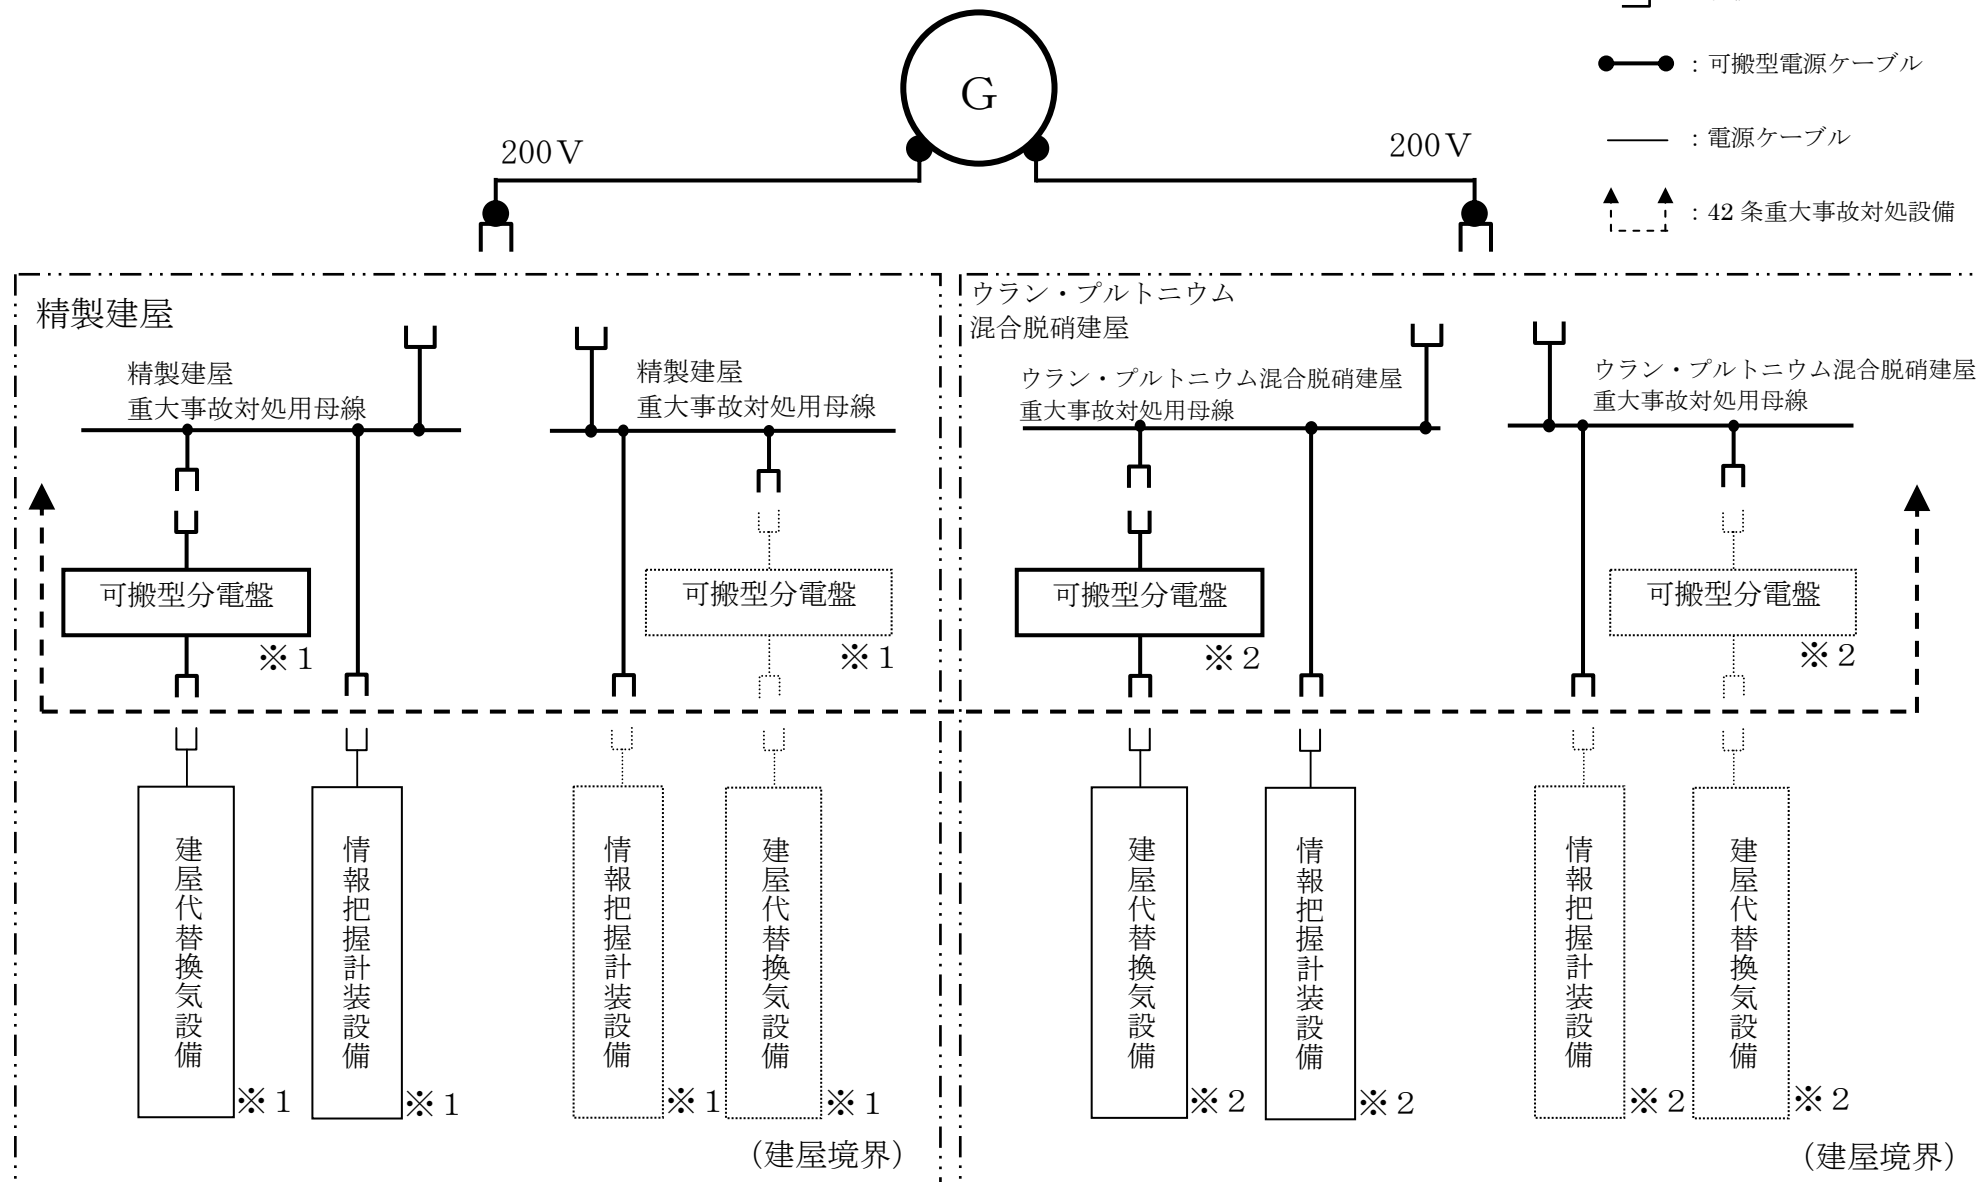 G
200V
200V
：可搬型電源ケーブル
：電源ケーブル
：42 条重大事故対処設備
精製建屋
精製建屋
重大事故対処用母線
精製建屋
重大事故対処用母線
可搬型分電盤
※１
可搬型分電盤
※１
建屋代替換気設備
※１
情報把握計装設備
※１
情報把握計装設備
※１
建屋代替換気設備
※１
（建屋境界）
ウラン・プルトニウム
混合脱硝建屋
ウラン・プルトニウム混合脱硝建屋
重大事故対処用母線
ウラン・プルトニウム混合脱硝建屋
重大事故対処用母線
可搬型分電盤
※２
可搬型分電盤
※２
建屋代替換気設備
※２
情報把握計装設備
※２
情報把握計装設備
※２
建屋代替換気設備
※２
（建屋境界）